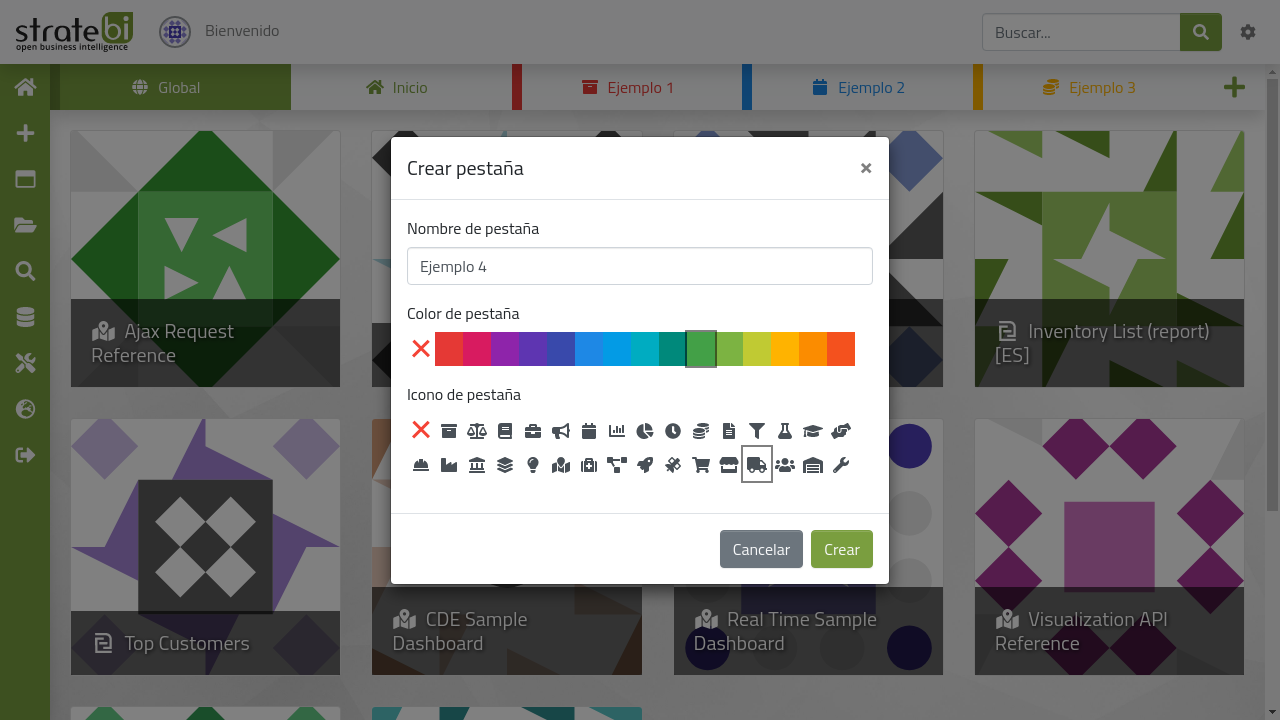 stratebi
open business intelligence
Bienvenido
Buscar...
Global
Inicio
Ejemplo 1
Ejemplo 2
Ejemplo 3
Crear pestaña
×
Nombre de pestaña
Ejemplo 4
Color de pestaña
Icono de pestaña
Cancelar
Crear
Ajax Request
Reference
Inventory List (report)
[ES]
Top Customers
CDE Sample
Dashboard
Real Time Sample
Dashboard
Visualization API
Reference